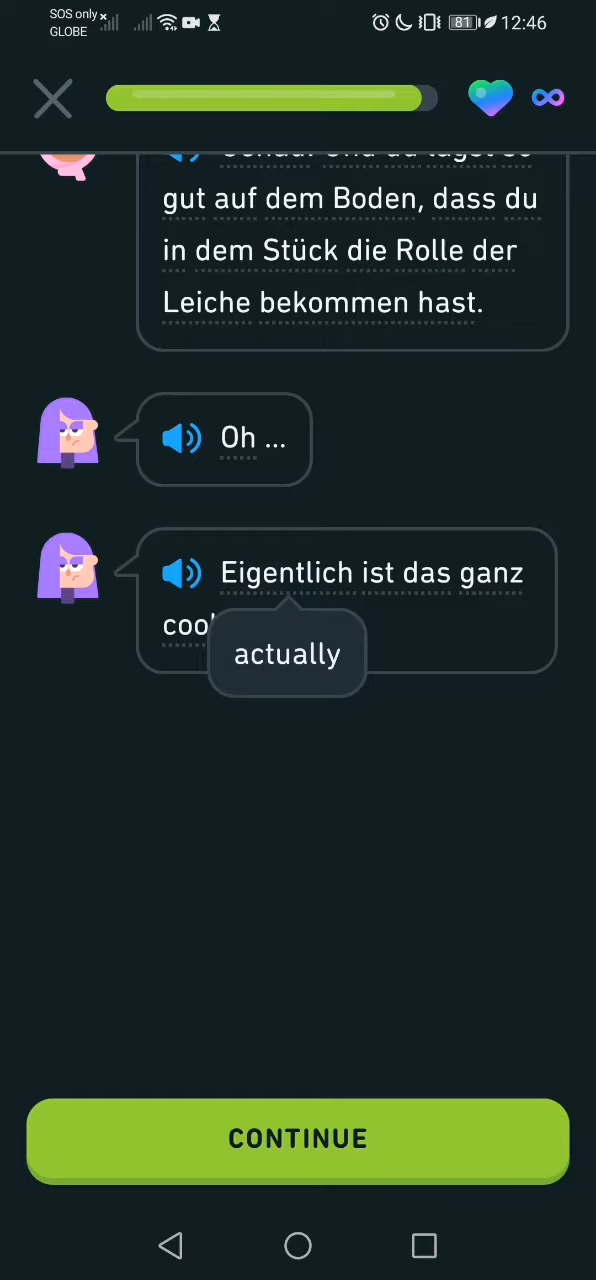 SOS only
GLOBE
81 12:46
gut auf dem Boden, dass du
in dem Stück die Rolle der
Leiche bekommen hast.
Oh ...
Eigentlich ist das ganz
actually
CONTINUE